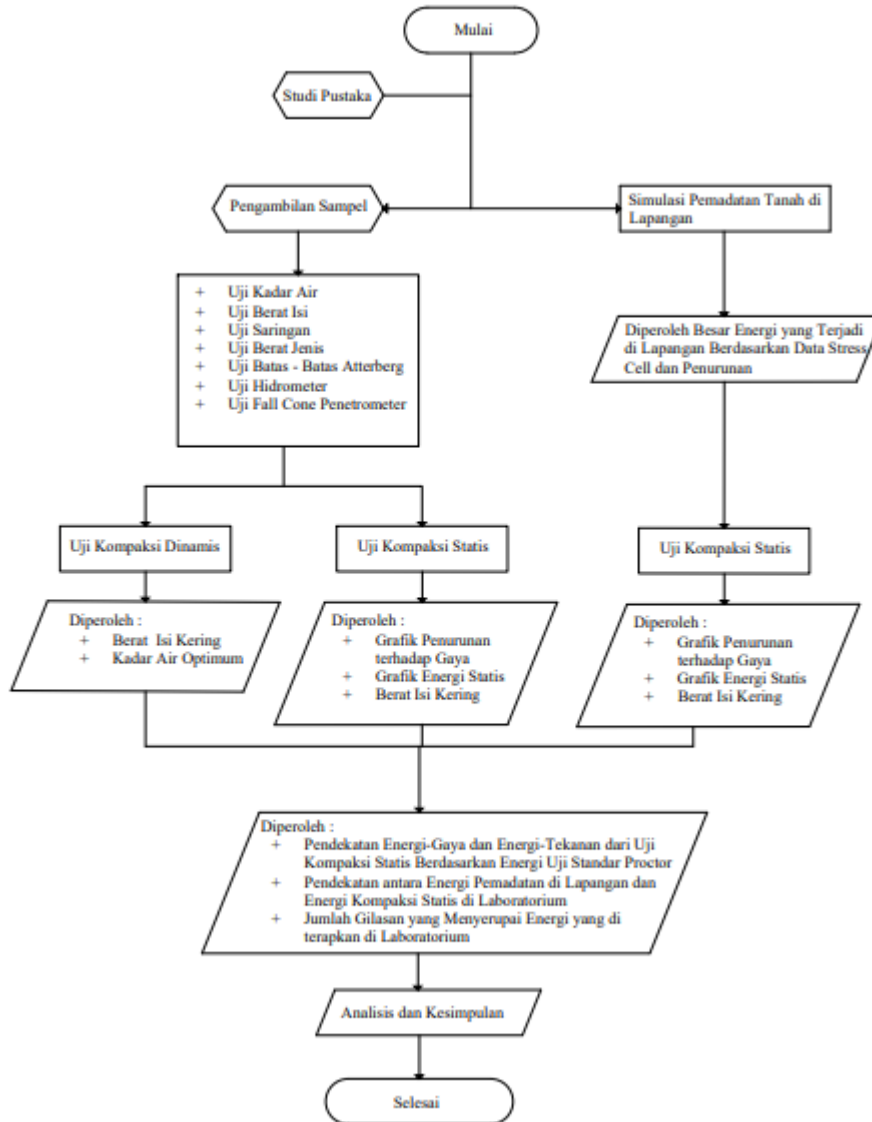 Mulai
Studi Pustaka
Pengambilan Sampel
Simulasi Pemadatan Tanah di
Lapangan
+ Uji Kadar Air
+ Uji Berat Isi
+ Uji Saringan
+ Uji Berat Jenis
+ Uji Batas - Batas Atterberg
+ Uji Hidrometer
+ Uji Fall Cone Penetrometer
Diperoleh Besar Energi yang Terjadi
di Lapangan Berdasarkan Data Stress
Cell dan Penurunan
Uji Kompaksi Dinamis
Uji Kompaksi Statis
Uji Kompaksi Statis
Diperoleh :
+ Berat Isi Kering
+ Kadar Air Optimum
Diperoleh :
+ Grafik Penurunan
terhadap Gaya
+ Grafik Energi Statis
+ Berat Isi Kering
Diperoleh :
+ Grafik Penurunan
terhadap Gaya
+ Grafik Energi Statis
+ Berat Isi Kering
Diperoleh :
+ Pendekatan Energi-Gaya dan Energi-Tekanan dari Uji
Kompaksi Statis Berdasarkan Energi Uji Standar Proctor
+ Pendekatan antara Energi Pemadatan di Lapangan dan
Energi Kompaksi Statis di Laboratorium
+ Jumlah Gilasan yang Menyerupai Energi yang di
terapkan di Laboratorium
Analisis dan Kesimpulan
Selesai